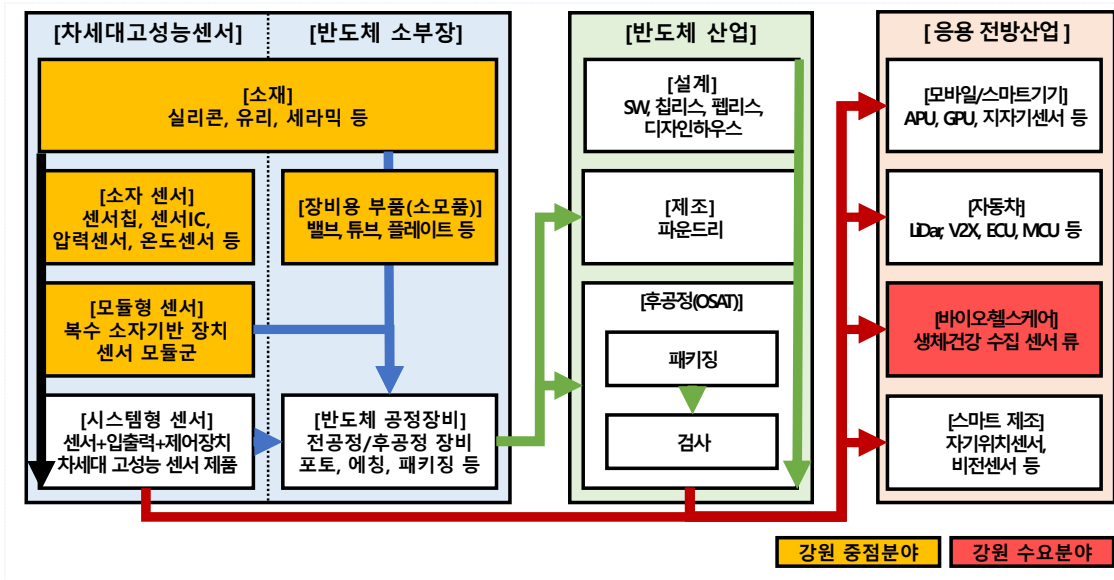 [차세대고성능센서]
[반도체 소부장]
[반도체 산업]
[응용 전방산업]
[소재]
실리콘, 유리, 세라믹 등
[소자 센서]
센서칩, 센서IC,
압력센서, 온도센서 등
[장비용 부품(소모품)]
밸브, 튜브, 플레이트 등
[모듈형 센서]
복수 소자기반 장치
센서 모듈군
[시스템형 센서]
센서+입출력+제어장치
차세대 고성능 센서 제품
[반도체 공정장비]
전공정/후공정 장비
포토, 에칭, 패키징 등
[설계]
SW, 칩리스, 펩리스,
디자인하우스
[제조]
파운드리
[후공정(OSAT)]
패키징
검사
[모바일/스마트기기]
APU, GPU, 지자기센서 등
[자동차]
LiDar, V2X, ECU, MCU 등
[바이오헬스케어]
생체·건강 수집 센서 류
[스마트 제조]
자기위치센서,
비전센서 등
강원 중점분야
강원 수요분야